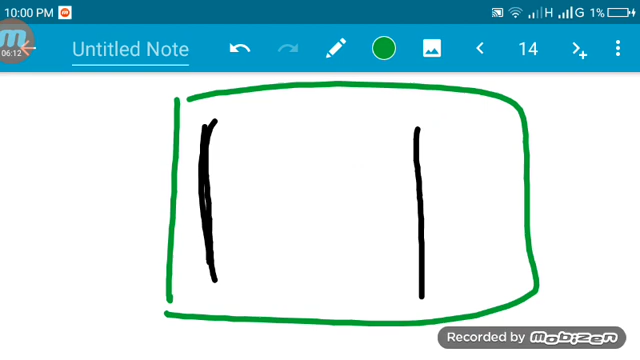 10:00 PM H G 1%
06:12
Untitled Note
14
Recorded by mobizen